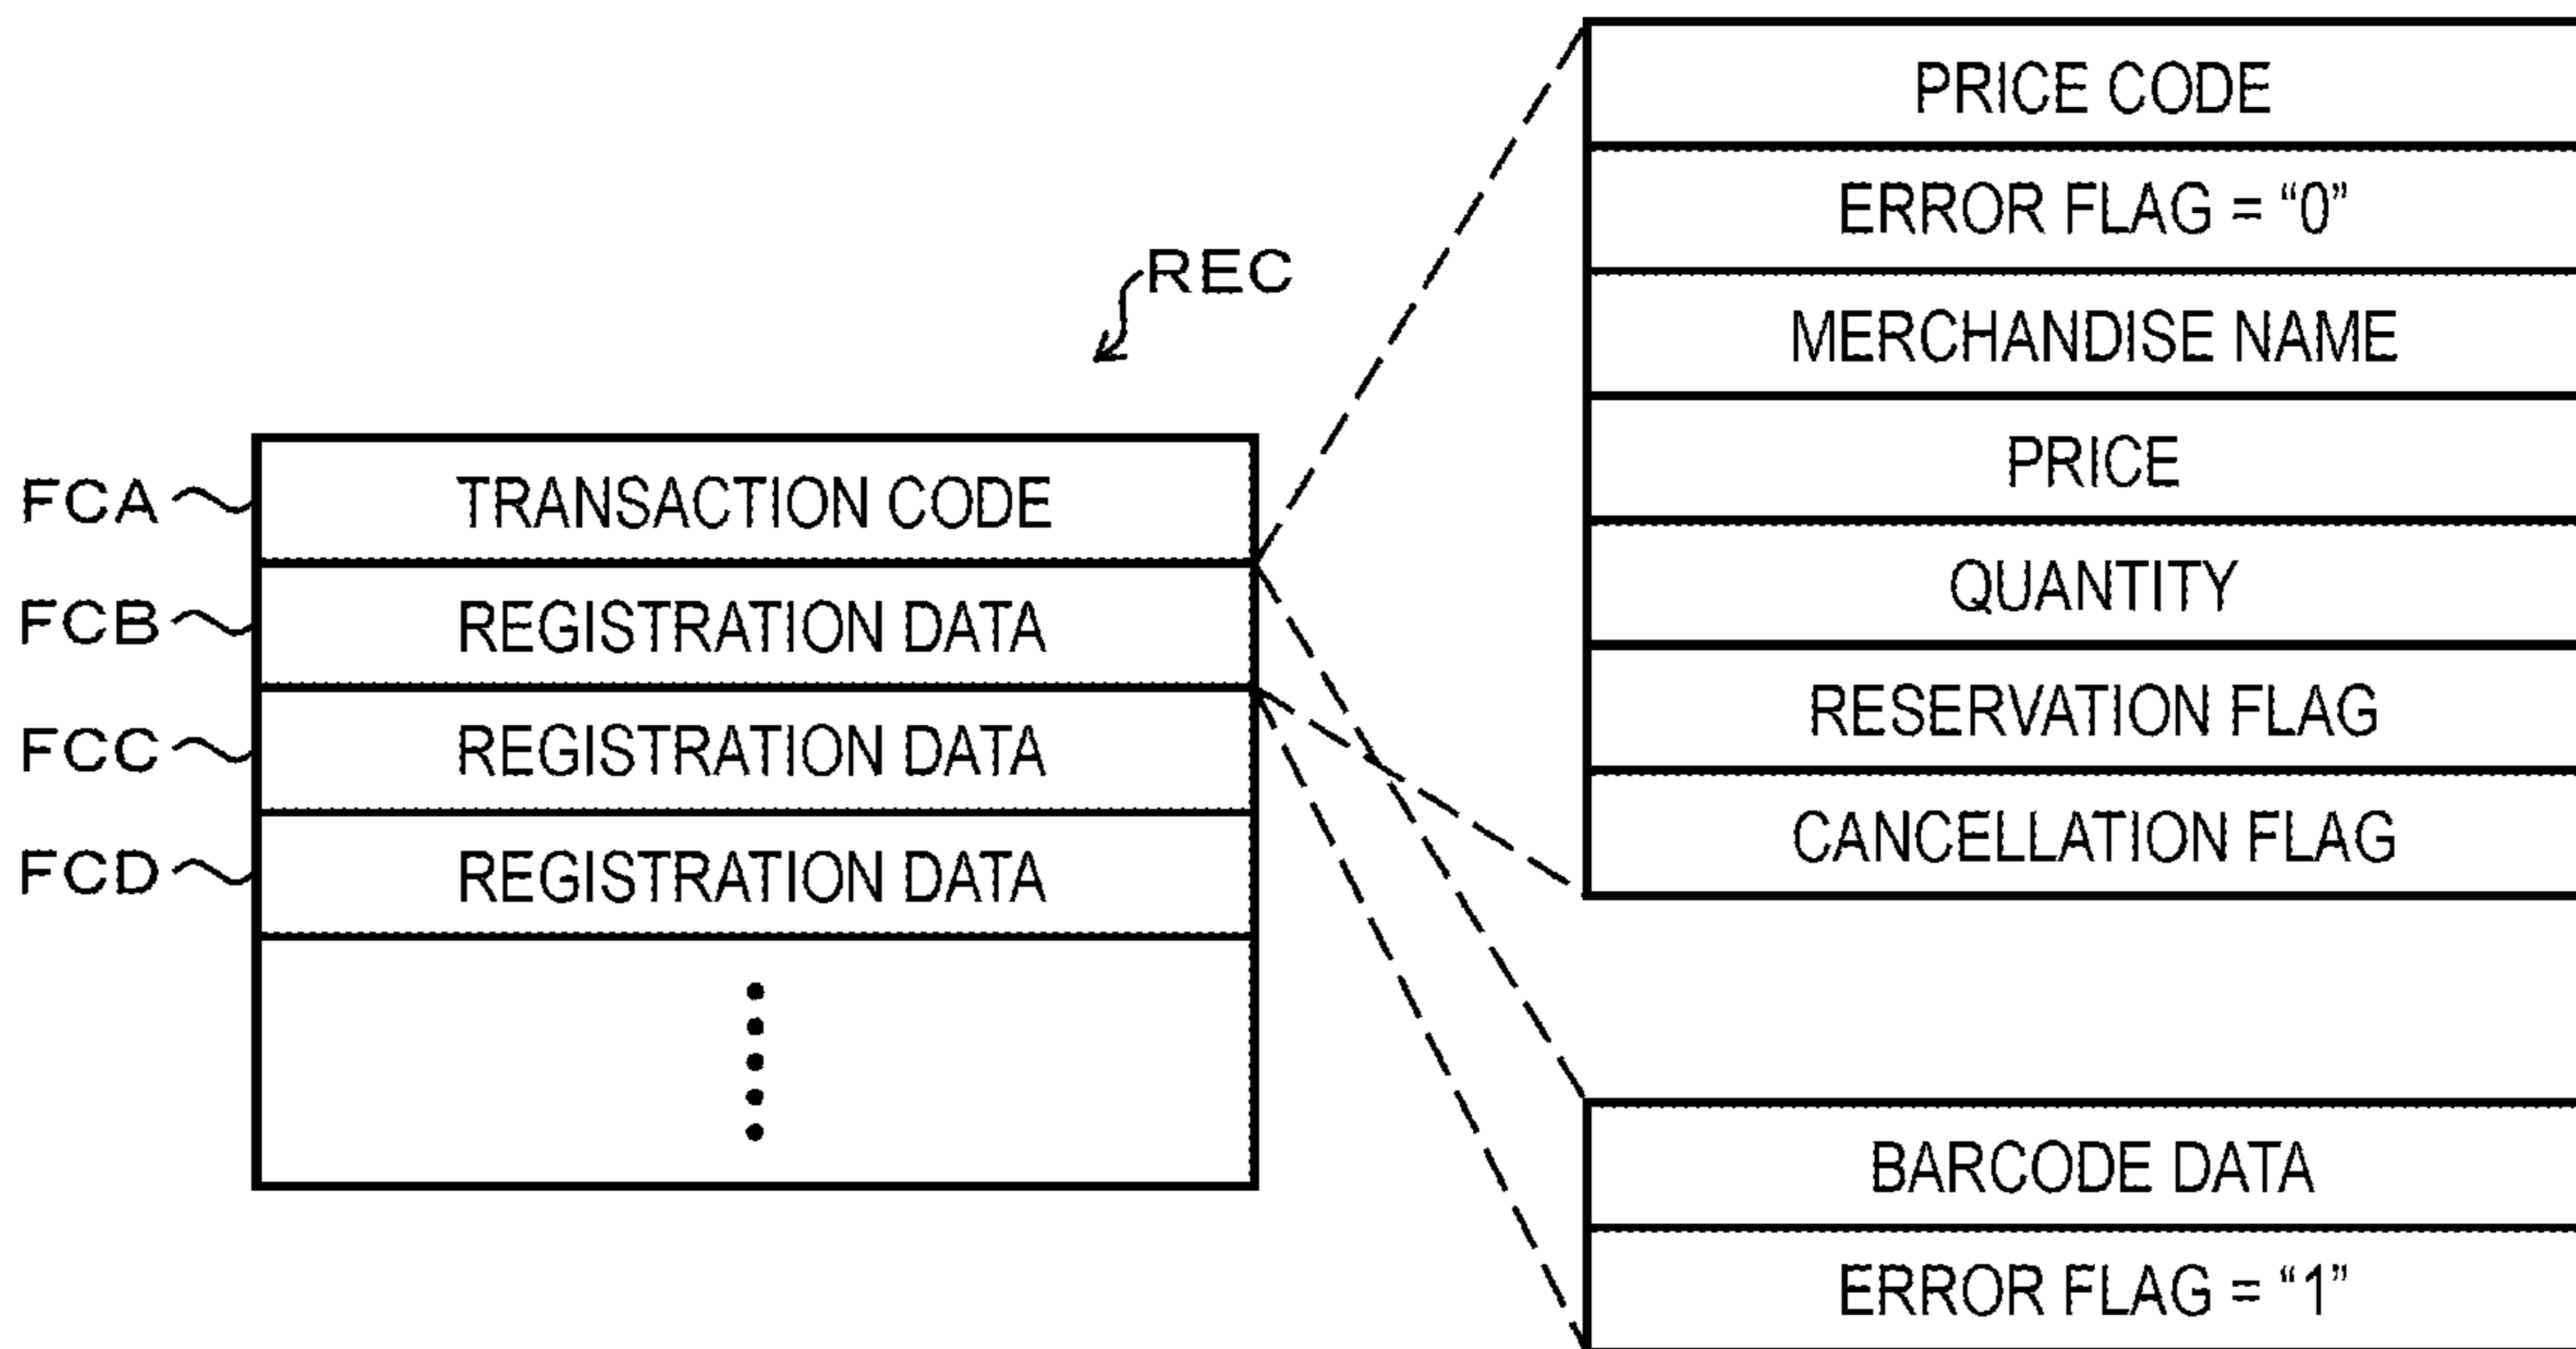 REC
FCA TRANSACTION CODE
FCB REGISTRATION DATA
FCC REGISTRATION DATA
FCD REGISTRATION DATA
PRICE CODE
ERROR FLAG = “0”
MERCHANDISE NAME
PRICE
QUANTITY
RESERVATION FLAG
CANCELLATION FLAG
BARCODE DATA
ERROR FLAG = “1”